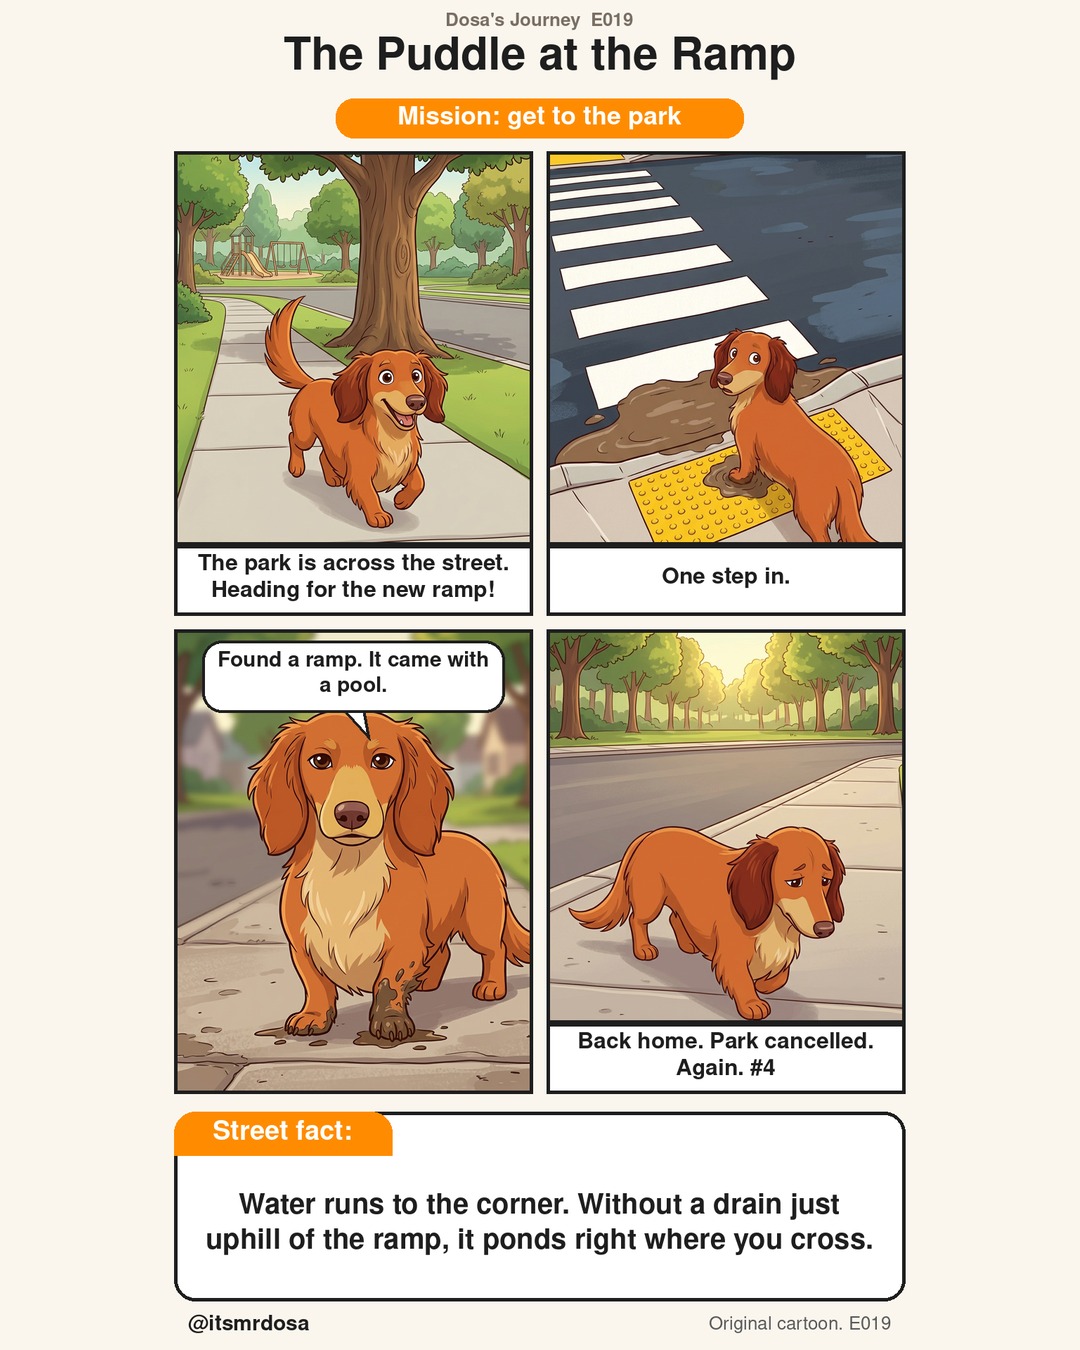 Dosa's Journey E019
The Puddle at the Ramp
Mission: get to the park
The park is across the street.
Heading for the new ramp!
One step in.
Found a ramp. It came with
a pool.
Back home. Park cancelled.
Again. #4
Street fact:
Water runs to the corner. Without a drain just
uphill of the ramp, it ponds right where you cross.
@itsmrdosa
Original cartoon. E019